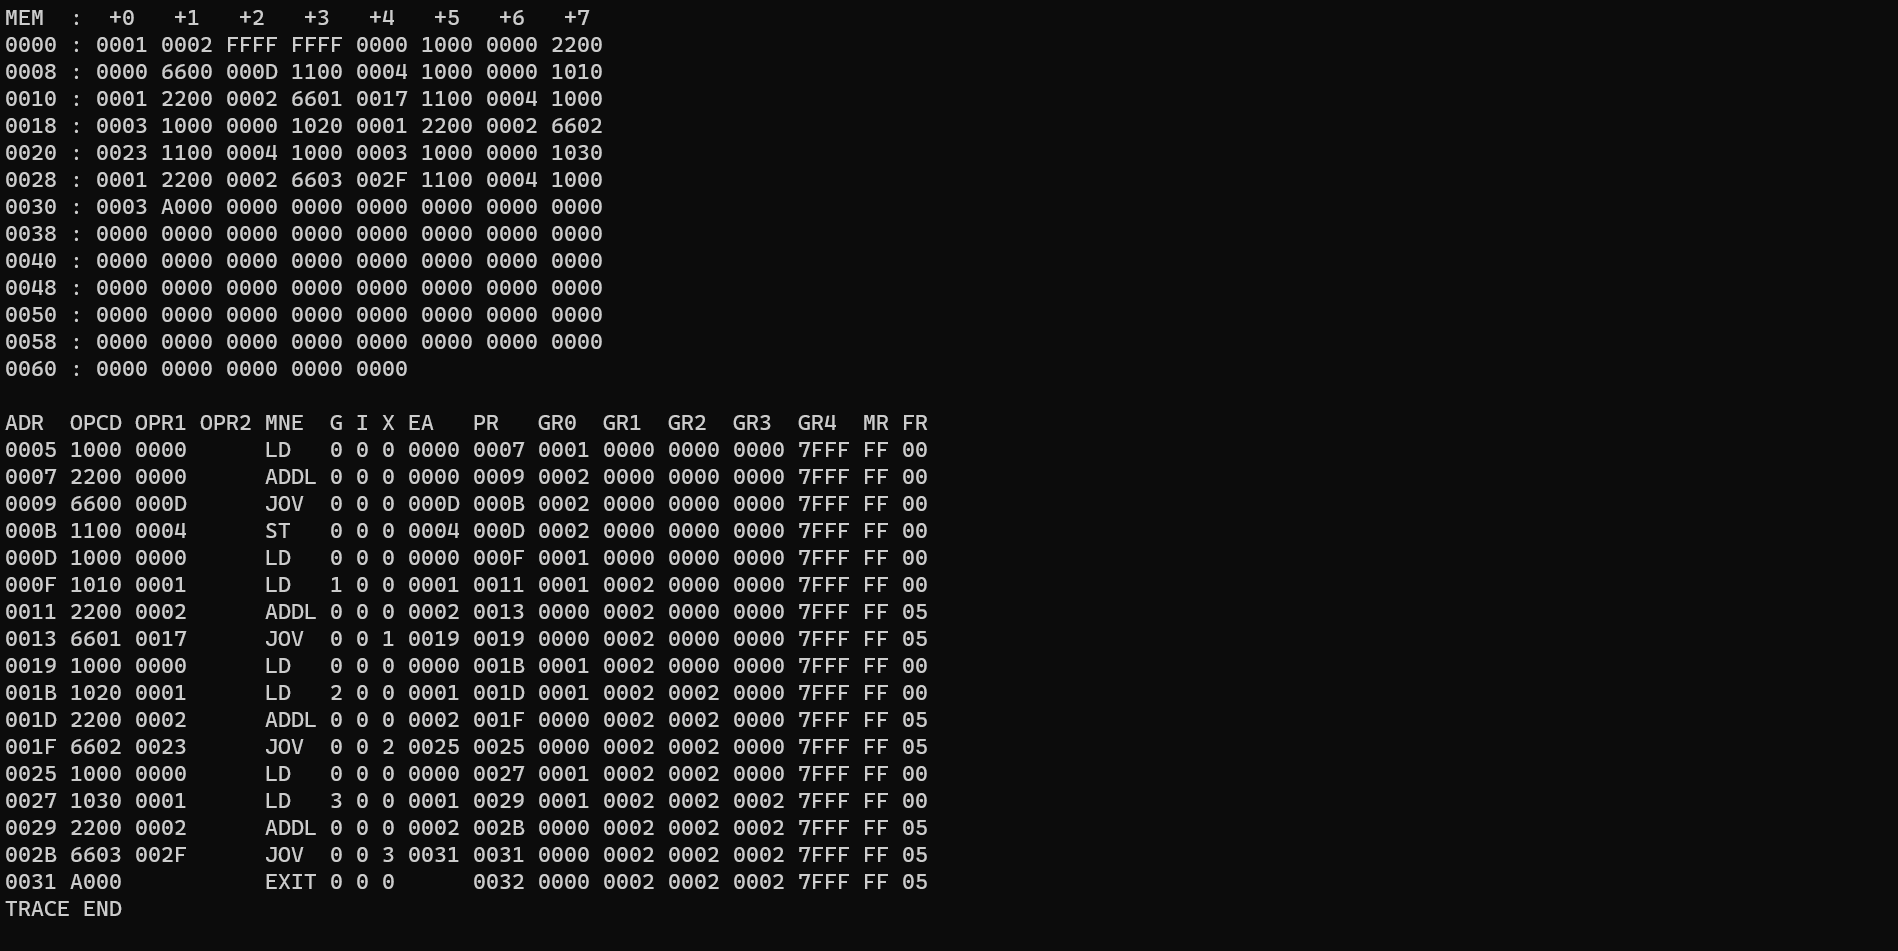 MEM  :  +0   +1   +2   +3   +4   +5   +6   +7
0000 : 0001 0002 FFFF FFFF 0000 1000 0000 2200
0008 : 0000 6600 000D 1100 0004 1000 0000 1010
0010 : 0001 2200 0002 6601 0017 1100 0004 1000
0018 : 0003 1000 0000 1020 0001 2200 0002 6602
0020 : 0023 1100 0004 1000 0003 1000 0000 1030
0028 : 0001 2200 0002 6603 002F 1100 0004 1000
0030 : 0003 A000 0000 0000 0000 0000 0000 0000
0038 : 0000 0000 0000 0000 0000 0000 0000 0000
0040 : 0000 0000 0000 0000 0000 0000 0000 0000
0048 : 0000 0000 0000 0000 0000 0000 0000 0000
0050 : 0000 0000 0000 0000 0000 0000 0000 0000
0058 : 0000 0000 0000 0000 0000 0000 0000 0000
0060 : 0000 0000 0000 0000 0000

ADR  OPCD OPR1 OPR2 MNE  G I X EA   PR   GR0  GR1  GR2  GR3  GR4  MR FR
0005 1000 0000      LD   0 0 0 0000 0007 0001 0000 0000 0000 7FFF FF 00
0007 2200 0000      ADDL 0 0 0 0000 0009 0002 0000 0000 0000 7FFF FF 00
0009 6600 000D      JOV  0 0 0 000D 000B 0002 0000 0000 0000 7FFF FF 00
000B 1100 0004      ST   0 0 0 0004 000D 0002 0000 0000 0000 7FFF FF 00
000D 1000 0000      LD   0 0 0 0000 000F 0001 0000 0000 0000 7FFF FF 00
000F 1010 0001      LD   1 0 0 0001 0011 0001 0002 0000 0000 7FFF FF 00
0011 2200 0002      ADDL 0 0 0 0002 0013 0000 0002 0000 0000 7FFF FF 05
0013 6601 0017      JOV  0 0 1 0019 0019 0000 0002 0000 0000 7FFF FF 05
0019 1000 0000      LD   0 0 0 0000 001B 0001 0002 0000 0000 7FFF FF 00
001B 1020 0001      LD   2 0 0 0001 001D 0001 0002 0002 0000 7FFF FF 00
001D 2200 0002      ADDL 0 0 0 0002 001F 0000 0002 0002 0000 7FFF FF 05
001F 6602 0023      JOV  0 0 2 0025 0025 0000 0002 0002 0000 7FFF FF 05
0025 1000 0000      LD   0 0 0 0000 0027 0001 0002 0002 0000 7FFF FF 00
0027 1030 0001      LD   3 0 0 0001 0029 0001 0002 0002 0002 7FFF FF 00
0029 2200 0002      ADDL 0 0 0 0002 002B 0000 0002 0002 0002 7FFF FF 05
002B 6603 002F      JOV  0 0 3 0031 0031 0000 0002 0002 0002 7FFF FF 05
0031 A000           EXIT 0 0 0      0032 0000 0002 0002 0002 7FFF FF 05
TRACE END